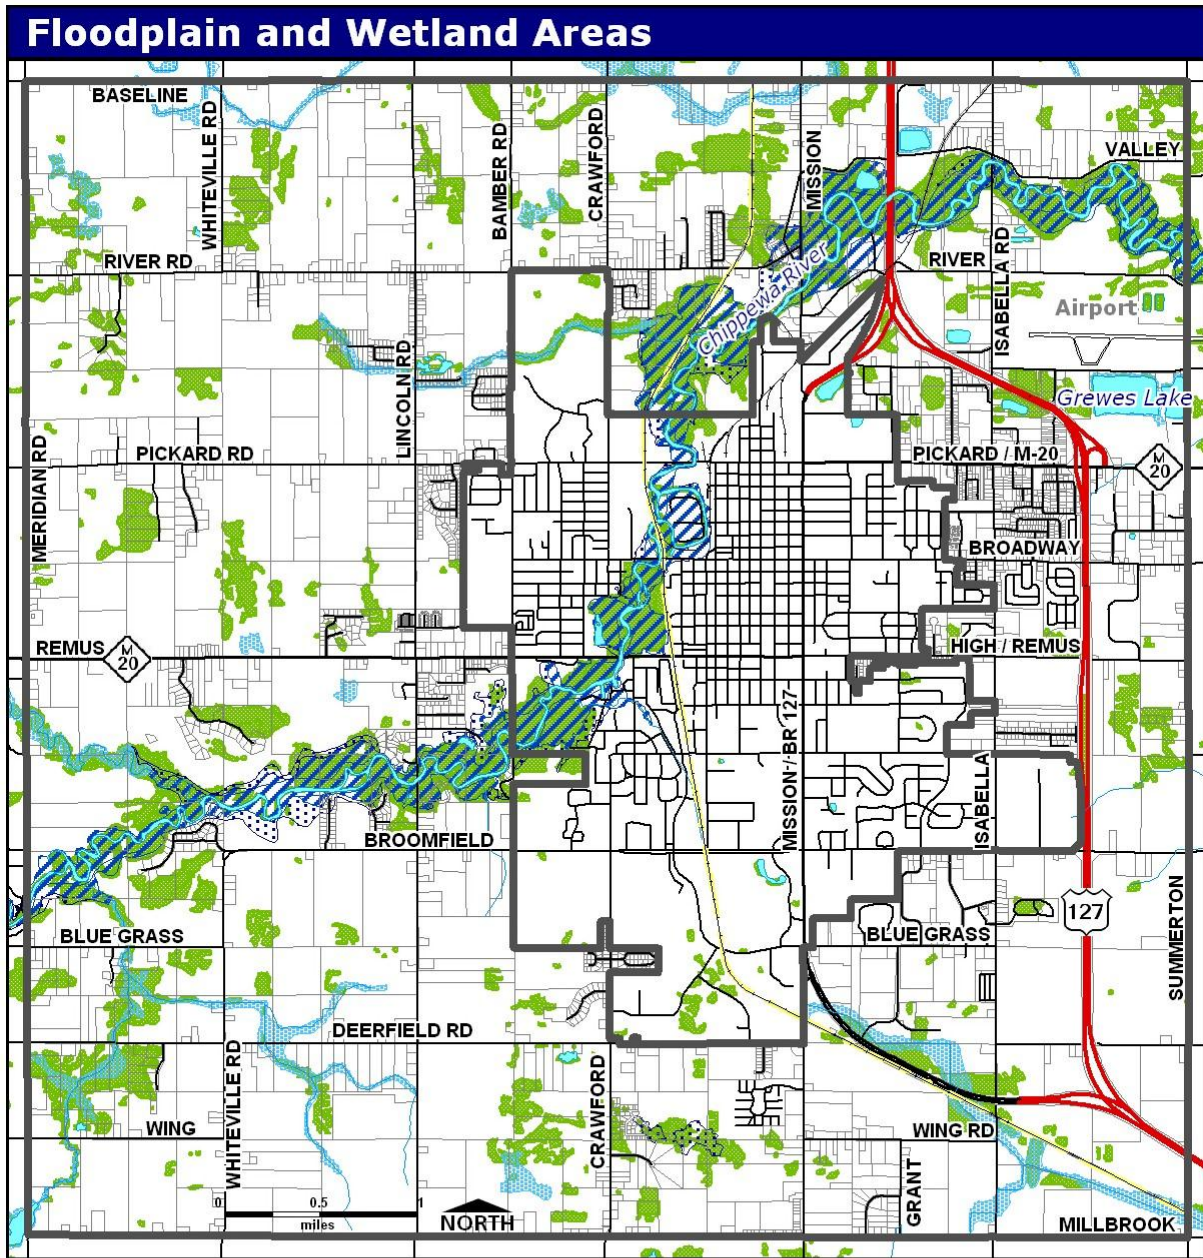 Floodplain and Wetland Areas
BASELINE
WHITEVILLE RD
BAMBER RD
CRAWFORD
MISSION
VALLEY
RIVER RD
Chippewa River
RIVER
ISABELLA RD
Airport
LINCOLN RD
Grewes Lake
MERIDIAN RD
PICKARD RD
PICKARD / M-20
M
20
BROADWAY
REMUS
M
20
HIGH / REMUS
MISSION / BR 127
ISABELLA
BROOMFIELD
127
BLUE GRASS
BLUE GRASS
SUMMERTON
DEERFIELD RD
WHITEVILLE RD
CRAWFORD
WING
WING RD
GRANT
0 0.5 1
miles
NORTH
MILLBROOK